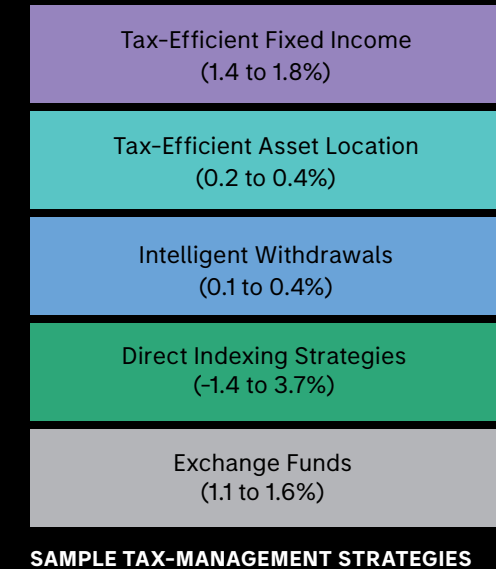 Tax-Efficient Fixed Income
(1.4 to 1.8%)
Tax-Efficient Asset Location
(0.2 to 0.4%)
Intelligent Withdrawals
(0.1 to 0.4%)
Direct Indexing Strategies
(-1.4 to 3.7%)
Exchange Funds
(1.1 to 1.6%)
SAMPLE TAX-MANAGEMENT STRATEGIES